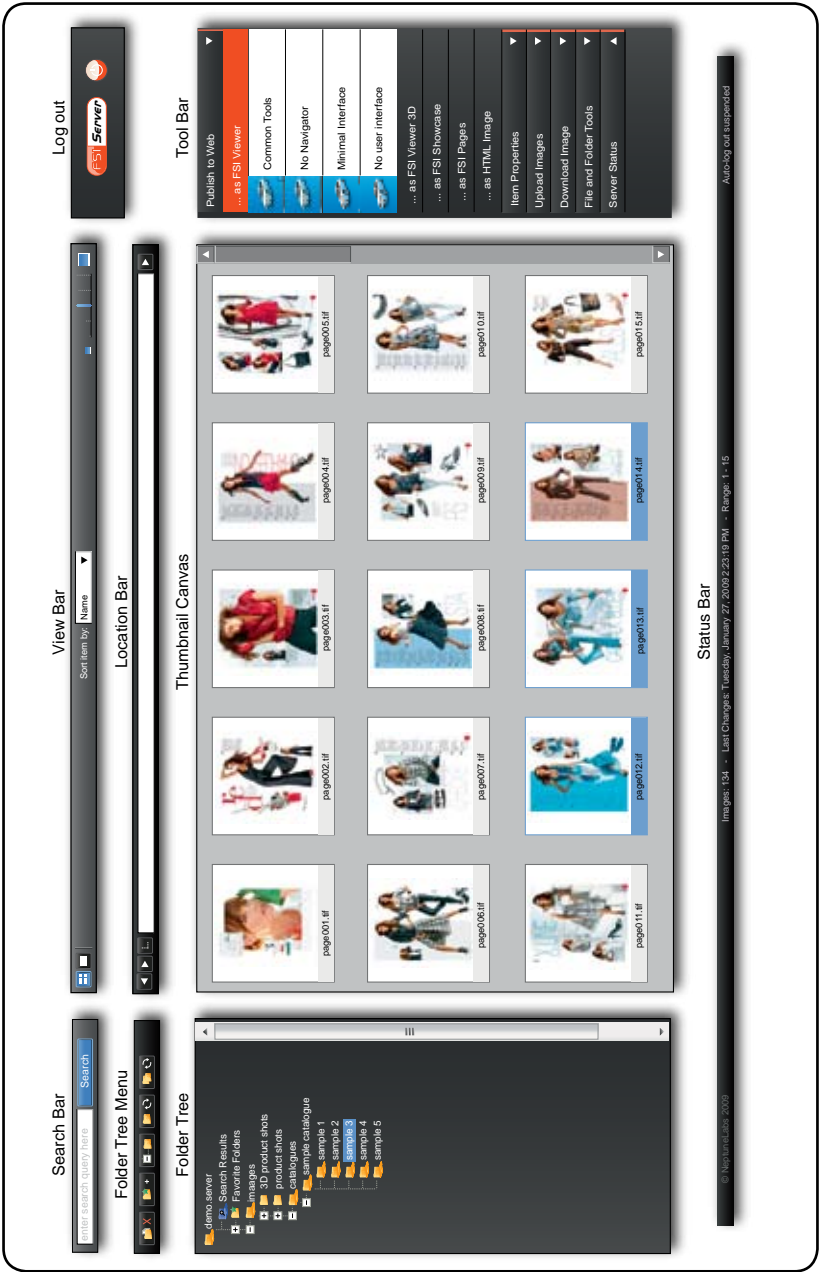 Search Bar
enter search query here
Search
Folder Tree Menu
Folder Tree
demo.server
Search Results
Favorite Folders
imaages
3D product shots
product shots
catalogues
sample catalogue
sample 1
sample 2
sample 3
sample 4
sample 5
View Bar
Sort item by:
Name
Location Bar
Thumbnail Canvas
page001.tif
page002.tif
page003.tif
page004.tif
page005.tif
page006.tif
page007.tif
page008.tif
page009.tif
page010.tif
page011.tif
page012.tif
page013.tif
page014.tif
page015.tif
Log out
FSI Server
Tool Bar
Publish to Web
... as FSI Viewer
Common Tools
No Navigator
Minimal Interface
No user interface
... as FSI Viewer 3D
... as FSI Showcase
... as FSI Pages
... as HTML Image
Item Properties
Upload Images
Download Image
File and Folder Tools
Server Status
Status Bar
© NeptuneLabs 2009
Images: 134 - Last Changes: Tuesday, January 27, 2009 2:23:19 PM - Range: 1 - 15
Auto-log out suspended